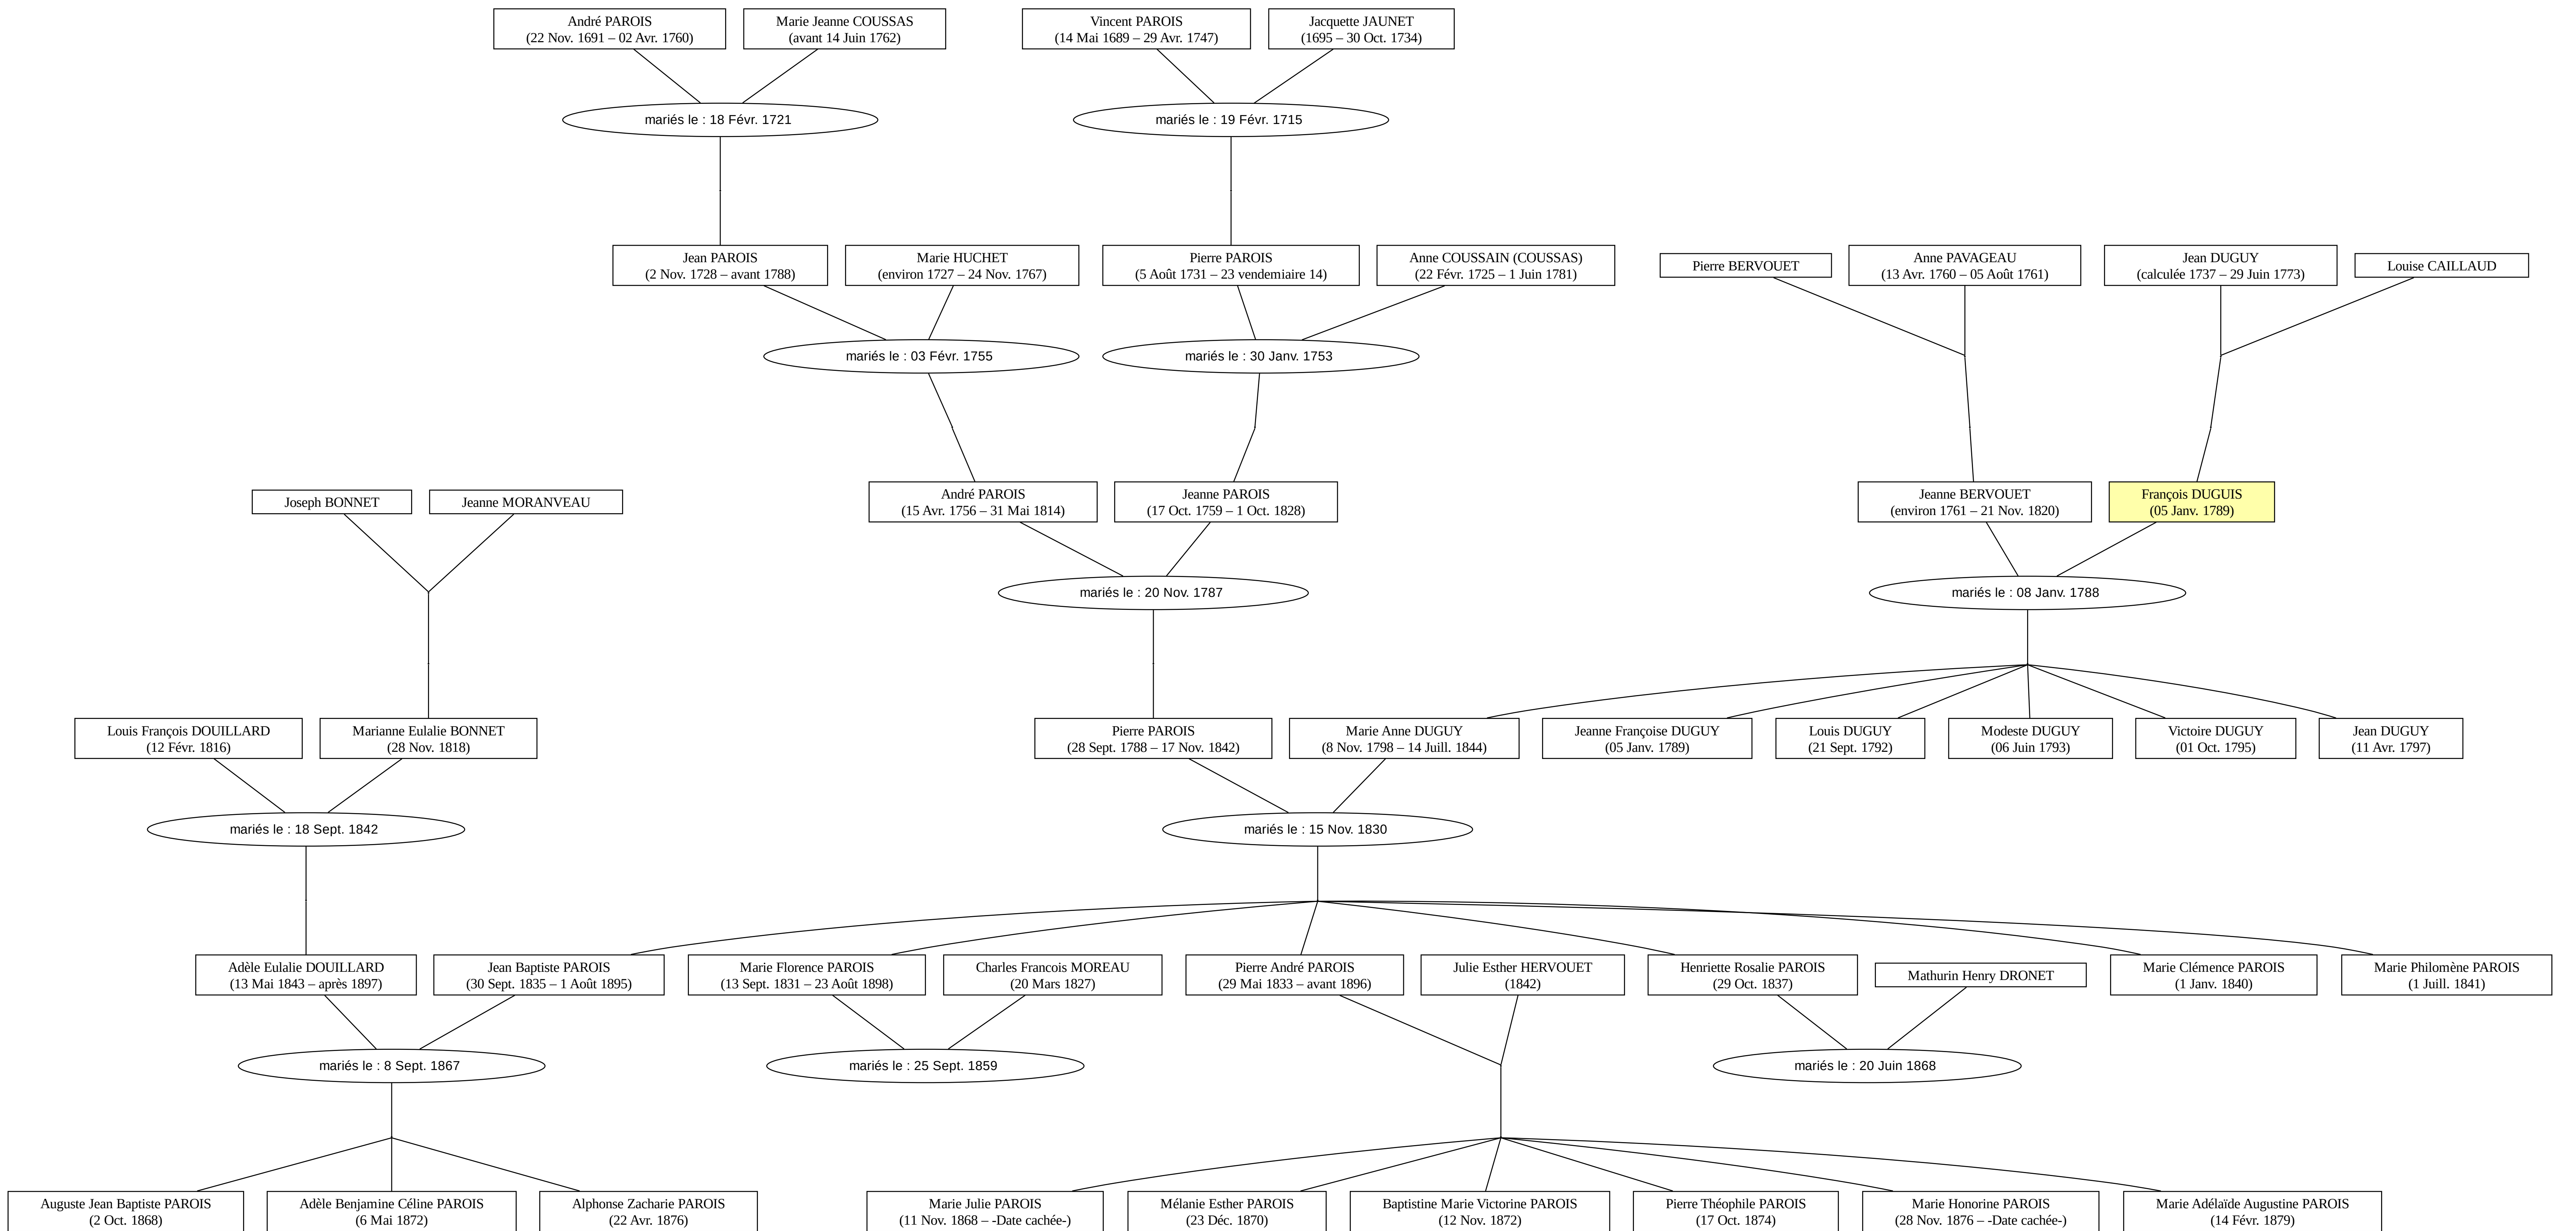 André PAROIS
(22 Nov. 1691 – 02 Avr. 1760)
Marie Jeanne COUSSAS
(avant 14 Juin 1762)
Vincent PAROIS
(14 Mai 1689 – 29 Avr. 1747)
Jacquette JAUNET
(1695 – 30 Oct. 1734)
mariés le : 18 Févr. 1721
mariés le : 19 Févr. 1715
Jean PAROIS
(2 Nov. 1728 – avant 1788)
Marie HUCHET
(environ 1727 – 24 Nov. 1767)
Pierre PAROIS
(5 Août 1731 – 23 vendemiaire 14)
Anne COUSSAIN (COUSSAS)
(22 Févr. 1725 – 1 Juin 1781)
Pierre BERVOUET
Anne PAVAGEAU
(13 Avr. 1760 – 05 Août 1761)
Jean DUGUY
(calculée 1737 – 29 Juin 1773)
Louise CAILLAUD
mariés le : 03 Févr. 1755
mariés le : 30 Janv. 1753
Joseph BONNET
Jeanne MORANVEAU
André PAROIS
(15 Avr. 1756 – 31 Mai 1814)
Jeanne PAROIS
(17 Oct. 1759 – 1 Oct. 1828)
Jeanne BERVOUET
(environ 1761 – 21 Nov. 1820)
François DUGUIS
(05 Janv. 1789)
mariés le : 20 Nov. 1787
mariés le : 08 Janv. 1788
Louis François DOUILLARD
(12 Févr. 1816)
Marianne Eulalie BONNET
(28 Nov. 1818)
Pierre PAROIS
(28 Sept. 1788 – 17 Nov. 1842)
Marie Anne DUGUY
(8 Nov. 1798 – 14 Juill. 1844)
Jeanne Françoise DUGUY
(05 Janv. 1789)
Louis DUGUY
(21 Sept. 1792)
Modeste DUGUY
(06 Juin 1793)
Victoire DUGUY
(01 Oct. 1795)
Jean DUGUY
(11 Avr. 1797)
mariés le : 18 Sept. 1842
mariés le : 15 Nov. 1830
Adèle Eulalie DOUILLARD
(13 Mai 1843 – après 1897)
Jean Baptiste PAROIS
(30 Sept. 1835 – 1 Août 1895)
Marie Florence PAROIS
(13 Sept. 1831 – 23 Août 1898)
Charles Francois MOREAU
(20 Mars 1827)
Pierre André PAROIS
(29 Mai 1833 – avant 1896)
Julie Esther HERVOUET
(1842)
Henriette Rosalie PAROIS
(29 Oct. 1837)
Mathurin Henry DRONET
Marie Clémence PAROIS
(1 Janv. 1840)
Marie Philomène PAROIS
(1 Juill. 1841)
mariés le : 8 Sept. 1867
mariés le : 25 Sept. 1859
mariés le : 20 Juin 1868
Auguste Jean Baptiste PAROIS
(2 Oct. 1868)
Adèle Benjamine Céline PAROIS
(6 Mai 1872)
Alphonse Zacharie PAROIS
(22 Avr. 1876)
Marie Julie PAROIS
(11 Nov. 1868 – -Date cachée-)
Mélanie Esther PAROIS
(23 Déc. 1870)
Baptistine Marie Victorine PAROIS
(12 Nov. 1872)
Pierre Théophile PAROIS
(17 Oct. 1874)
Marie Honorine PAROIS
(28 Nov. 1876 – -Date cachée-)
Marie Adélaïde Augustine PAROIS
(14 Févr. 1879)